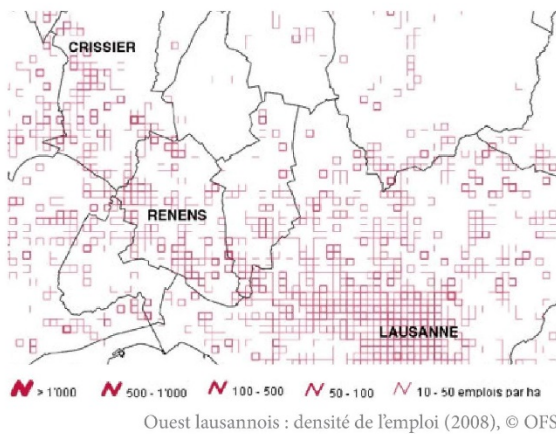 CRISSIER
RENENS
LAUSANNE
> 1'000 500 - 1'000 100 - 500 50 - 100 10 - 50 emplois par ha
Ouest lausannois : densité de l'emploi (2008), © OFS